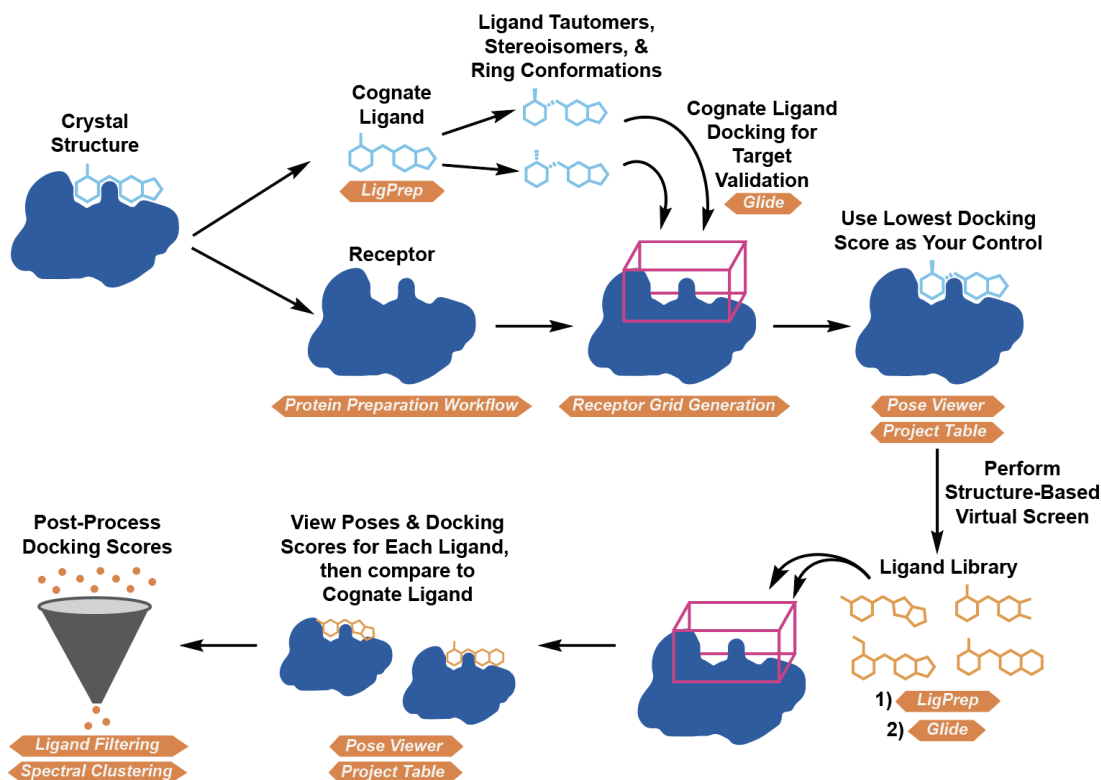 Crystal
Structure
Cognate
Ligand
LigPrep
Ligand Tautomers,
Stereoisomers, &
Ring Conformations
Cognate Ligand
Docking for
Target
Validation
Glide
Receptor
Protein Preparation Workflow
Receptor Grid Generation
Use Lowest Docking
Score as Your Control
Pose Viewer
Project Table
Perform
Structure-Based
Virtual Screen
Ligand Library
1) LigPrep
2) Glide
View Poses & Docking
Scores for Each Ligand,
then compare to
Cognate Ligand
Pose Viewer
Project Table
Post-Process
Docking Scores
Ligand Filtering
Spectral Clustering